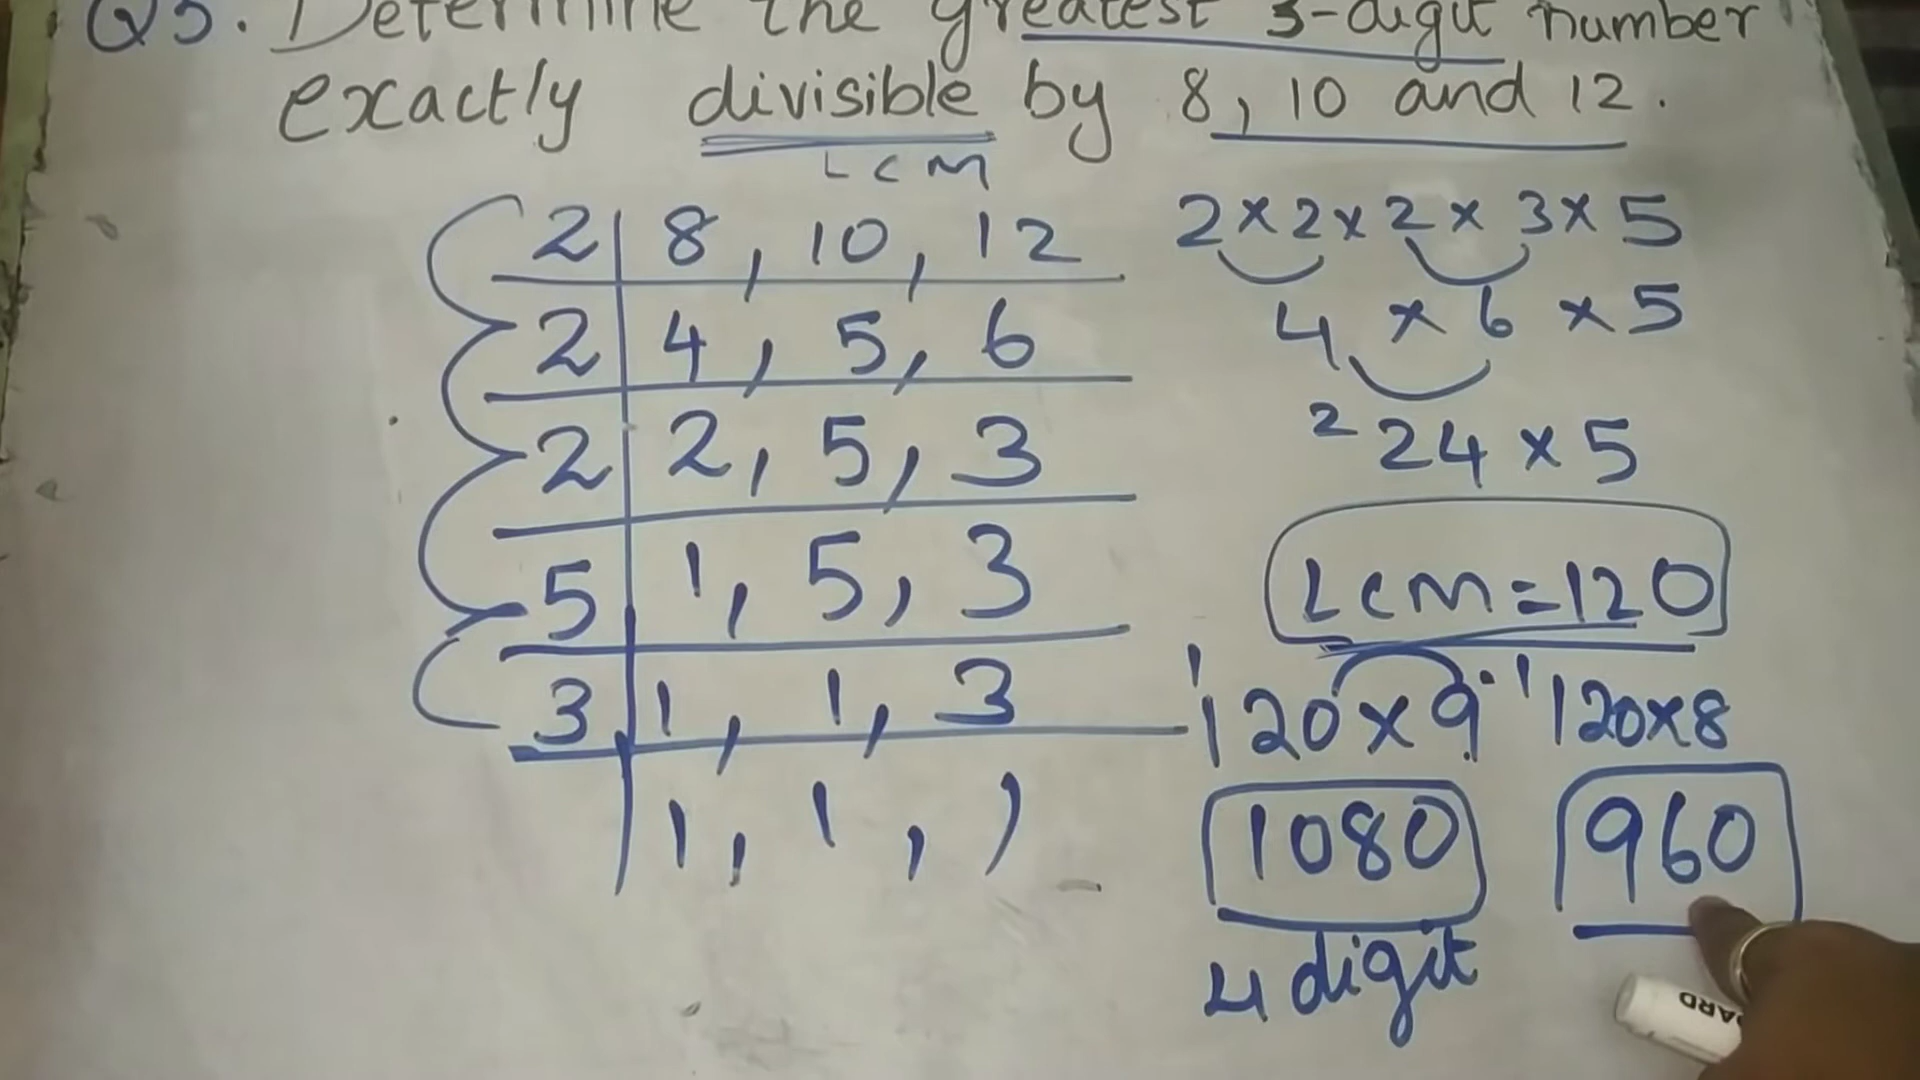 Q5. Determine the greatest 3-digit number
exactly divisible by 8, 10 and 12.
LCM
2 8, 10, 12
2 4, 5, 6
2 2, 5, 3
5 1, 5, 3
3 1, 1, 3
1, 1, 1
2 × 2 × 2 × 3 × 5
4 × 6 × 5
2 24 × 5
LCM = 120
1 120 × 9 1 120 × 8
1080 960
4 digit